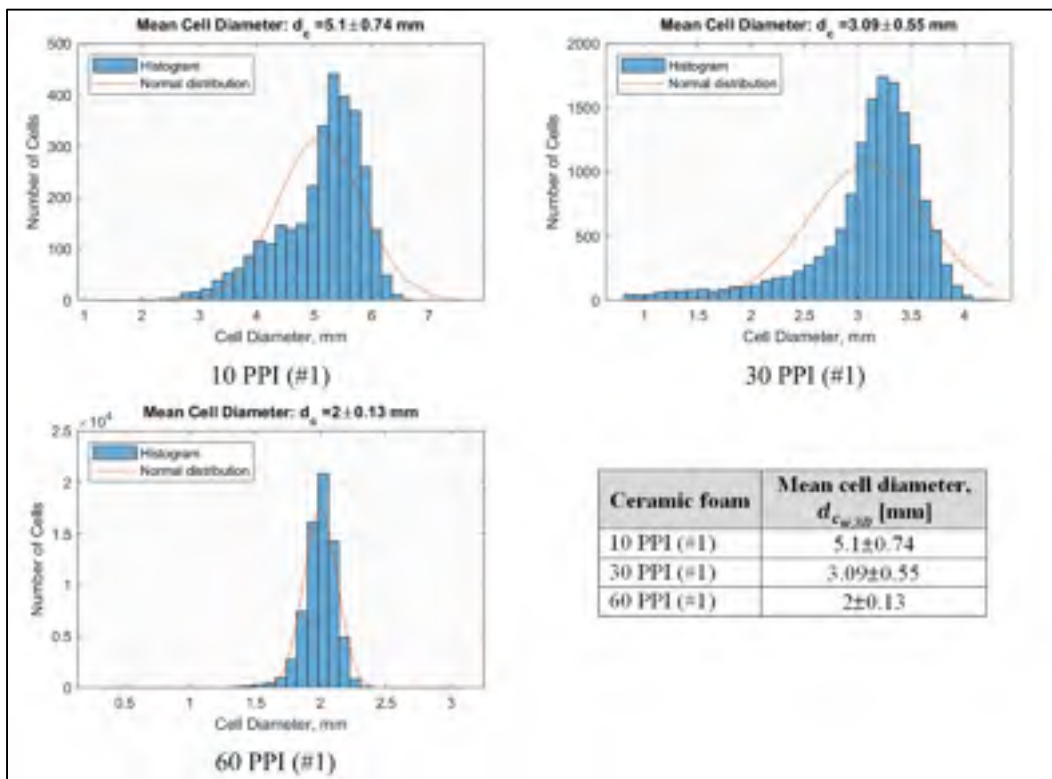 Mean Cell Diameter: d_c =5.1±0.74 mm
500
400
300
200
100
0
Number of Cells
Histogram
Normal distribution
1 2 3 4 5 6 7
Cell Diameter, mm
10 PPI (#1)
Mean Cell Diameter: d_c =3.09±0.55 mm
2000
1500
1000
500
0
Number of Cells
Histogram
Normal distribution
1 1.5 2 2.5 3 3.5 4
Cell Diameter, mm
30 PPI (#1)
Mean Cell Diameter: d_c =2±0.13 mm
×10^4
2.5
2
1.5
1
0.5
0
Number of Cells
Histogram
Normal distribution
0.5 1 1.5 2 2.5 3
Cell Diameter, mm
60 PPI (#1)
Ceramic foam Mean cell diameter,
d_{c_{w,3D}} [mm]
10 PPI (#1) 5.1±0.74
30 PPI (#1) 3.09±0.55
60 PPI (#1) 2±0.13